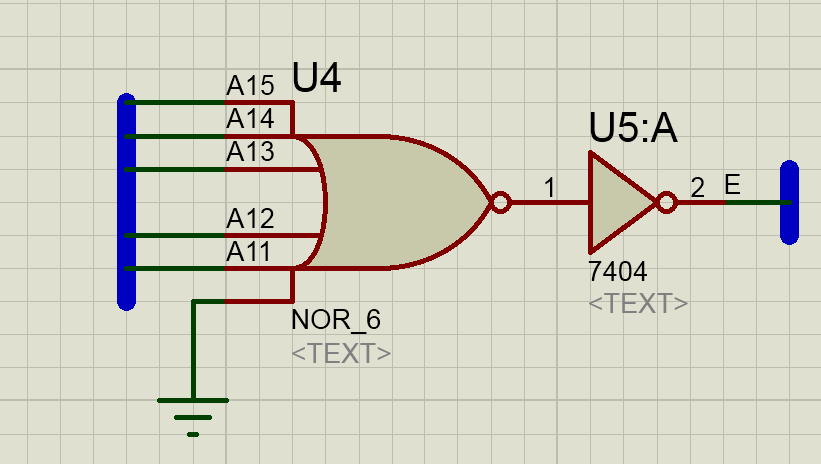 A15
U4
A14
A13
U5:A
1
2
E
A12
A11
7404
<TEXT>
NOR_6
<TEXT>